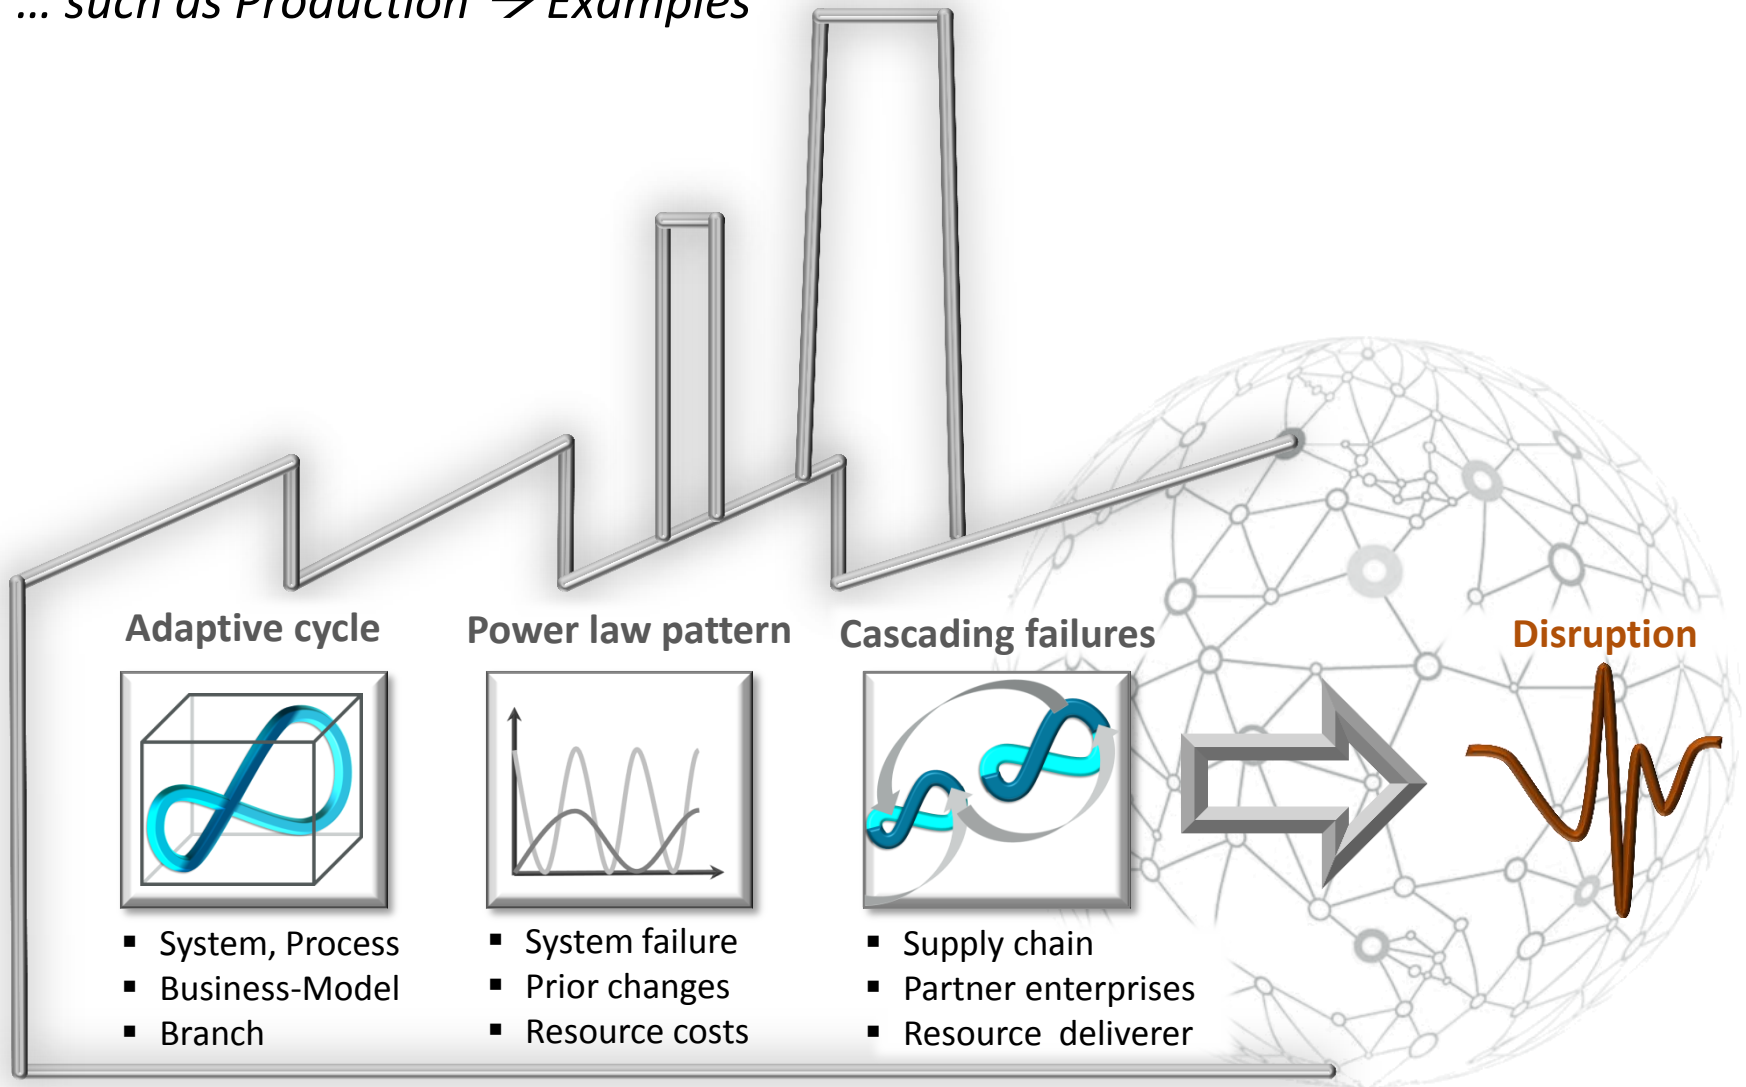 ... such as Production → Examples
Adaptive cycle
Power law pattern
Cascading failures
Disruption
▪ System, Process
▪ Business-Model
▪ Branch
▪ System failure
▪ Prior changes
▪ Resource costs
▪ Supply chain
▪ Partner enterprises
▪ Resource deliverer